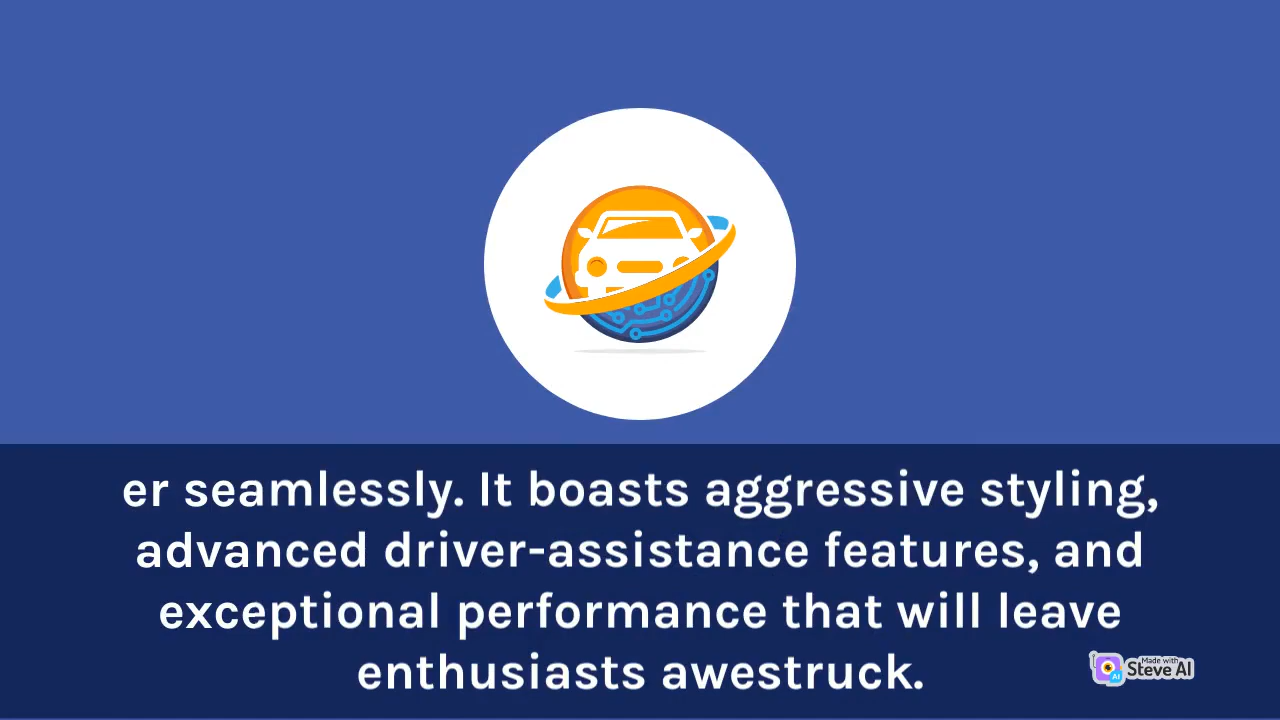 er seamlessly. It boasts aggressive styling,
advanced driver-assistance features, and
exceptional performance that will leave
enthusiasts awestruck.
Made with
Steve AI
AI